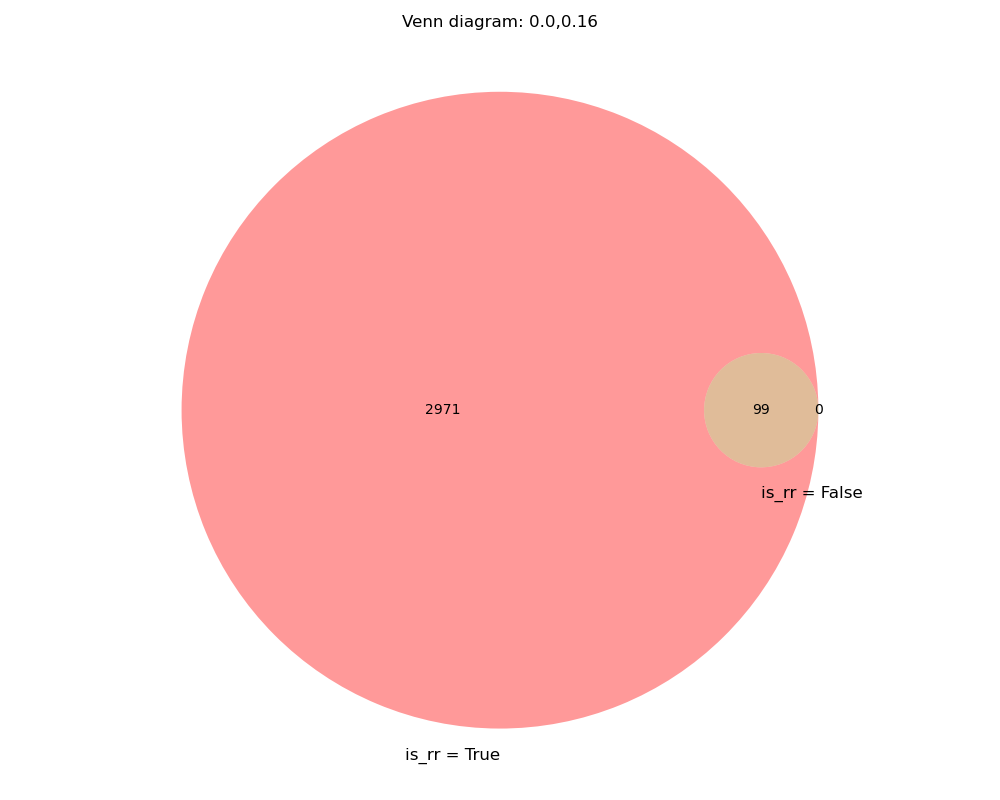 Venn diagram: 0.0,0.16
2971
99
0
is_rr = False
is_rr = True